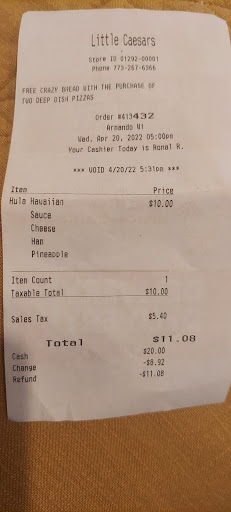 Little Caesars
Store ID 01292-00001
Phone 773-267-6366
FREE CRAZY BREAD WITH THE PURCHASE OF
TWO DEEP DISH PIZZAS
Order #413432
Armando Vi
Wed, Apr 20, 2022 05:00pm
Your Cashier Today is Ronal R.
*** VOID 4/20/22 5:31pm ***
Item Price
Hula Hawaiian $10.00
Sauce
Cheese
Ham
Pineapple
Item Count 1
Taxable Total $10.00
Sales Tax $5.40
Total $11.08
Cash $20.00
Change -$8.92
Refund -$11.08